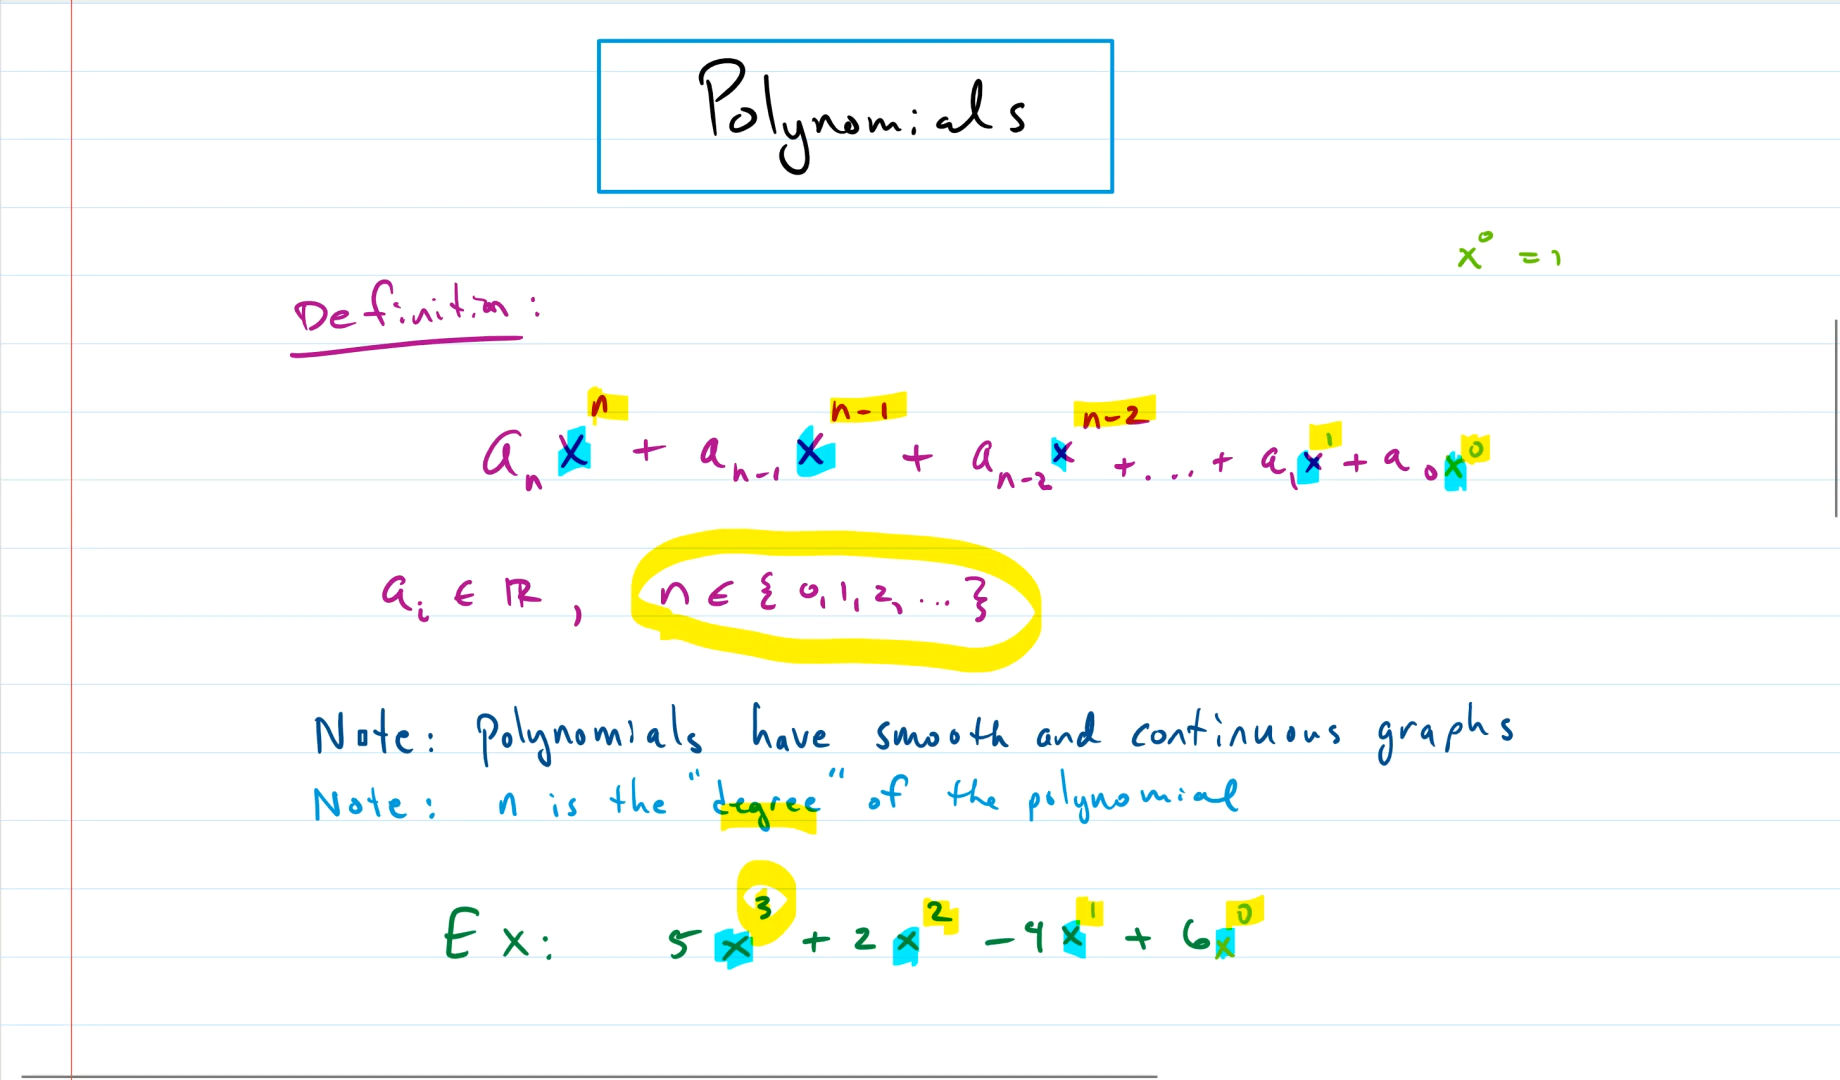 Polynomials
x⁰ = 1
Definition:
aₙxⁿ + aₙ₋₁xⁿ⁻¹ + aₙ₋₂xⁿ⁻² + ... + a₁x¹ + a₀x⁰
aᵢ ∈ ℝ, n ∈ { 0, 1, 2, ... }
Note: Polynomials have smooth and continuous graphs
Note: n is the "degree" of the polynomial
Ex: 5x³ + 2x² - 4x¹ + 6x⁰